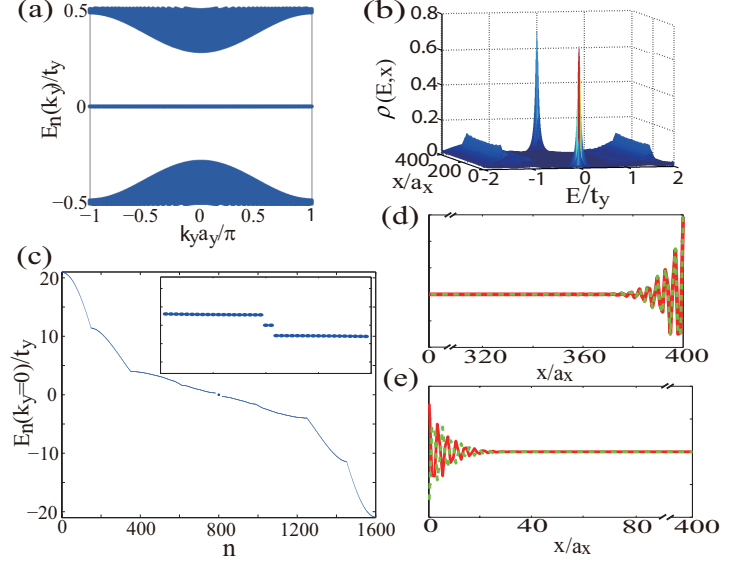 (a)
E_n(k_y)/t_y
0.5
0
−0.5
−1
−0.5
0
0.5
1
k_ya_y/π
(b)
ρ(E,x)
0.8
0.6
0.4
0.2
0
400
200
0
x/a_x
−2
−1
0
1
2
E/t_y
(c)
E_n(k_y=0)/t_y
20
10
0
−10
−20
0
400
800
1200
1600
n
(d)
0
320
360
400
x/a_x
(e)
0
40
80
400
x/a_x